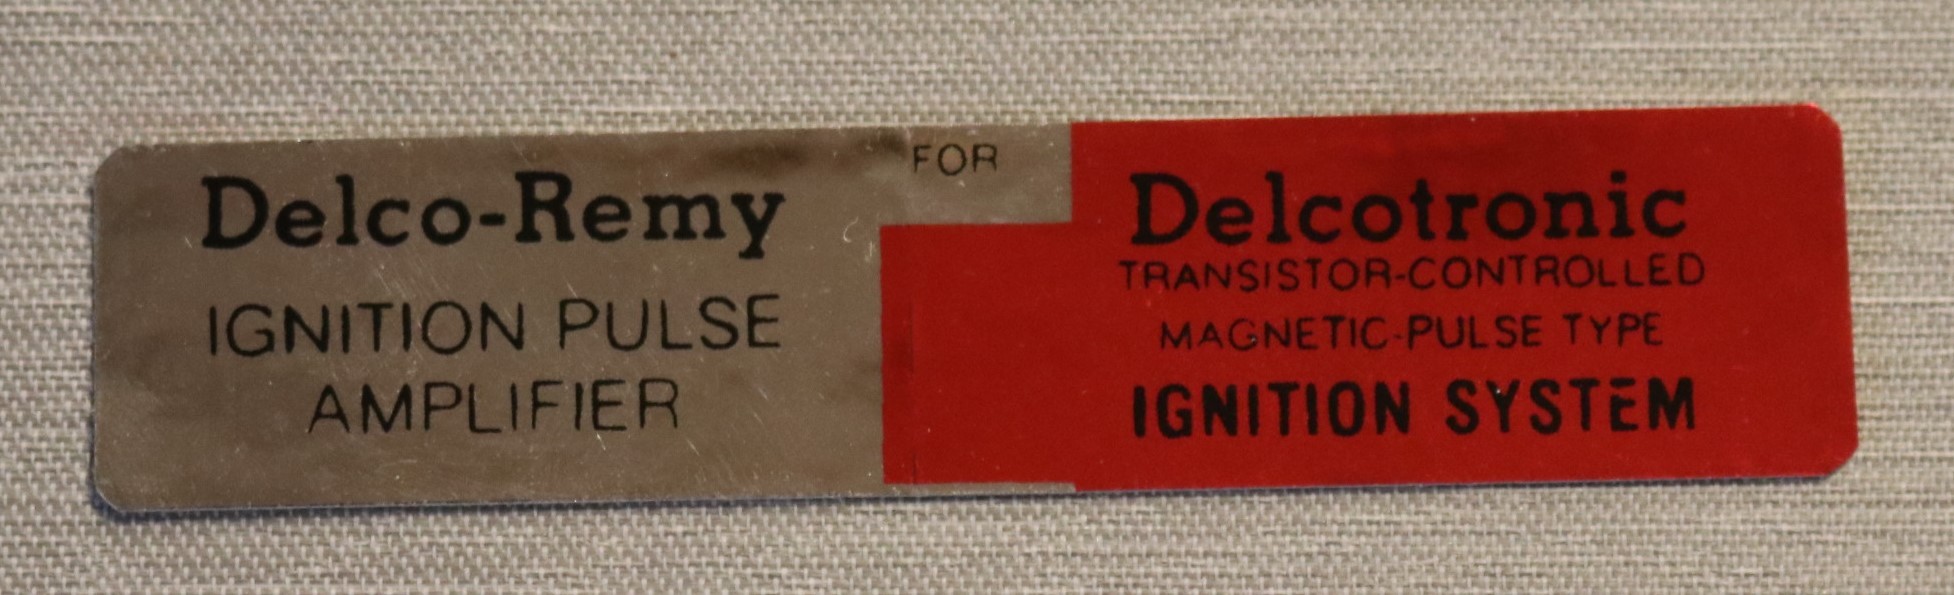 Delco-Remy
IGNITION PULSE
AMPLIFIER
FOR
Delcotronic
TRANSISTOR-CONTROLLED
MAGNETIC-PULSE TYPE
IGNITION SYSTEM